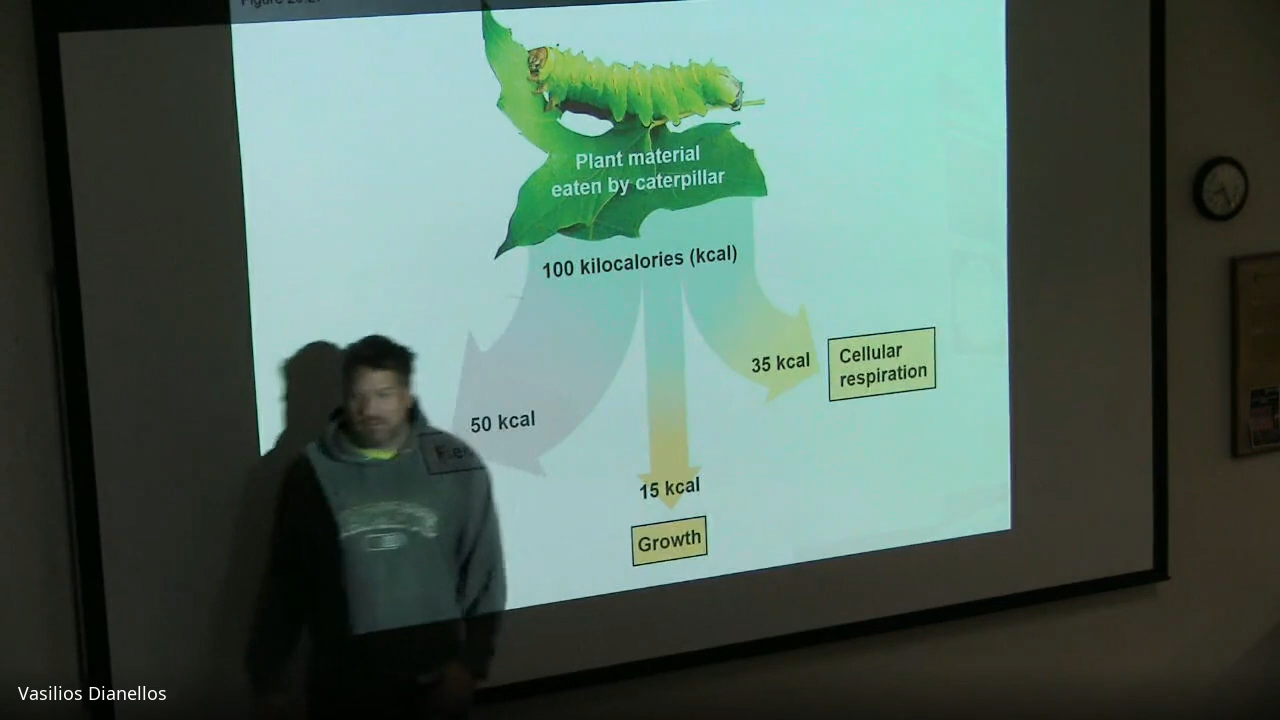 Plant material
eaten by caterpillar
100 kilocalories (kcal)
35 kcal
Cellular
respiration
50 kcal
15 kcal
Growth
Vasilios Dianellos